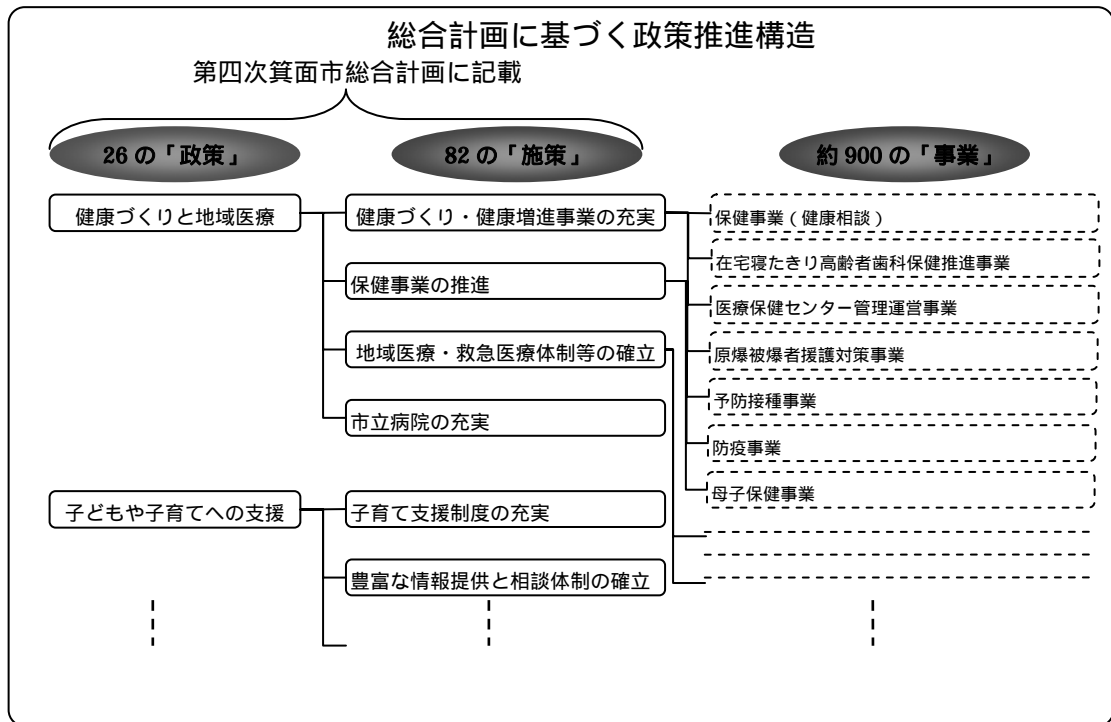 総合計画に基づく政策推進構造
第四次箕面市総合計画に記載
26の「政策」
82の「施策」
約900の「事業」
健康づくりと地域医療
健康づくり・健康増進事業の充実
保健事業の推進
地域医療・救急医療体制等の確立
市立病院の充実
保健事業(健康相談)
在宅寝たきり高齢者歯科保健推進事業
医療保健センター管理運営事業
原爆被爆者援護対策事業
予防接種事業
防疫事業
母子保健事業
子どもや子育てへの支援
子育て支援制度の充実
豊富な情報提供と相談体制の確立